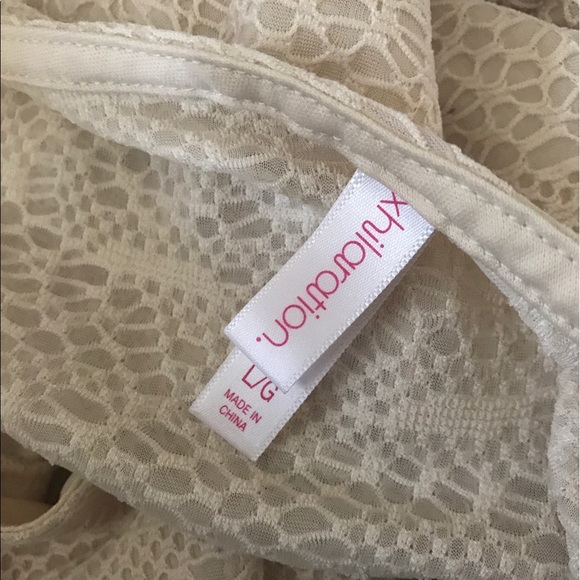 xhilaration.
L/G
MADE IN
CHINA